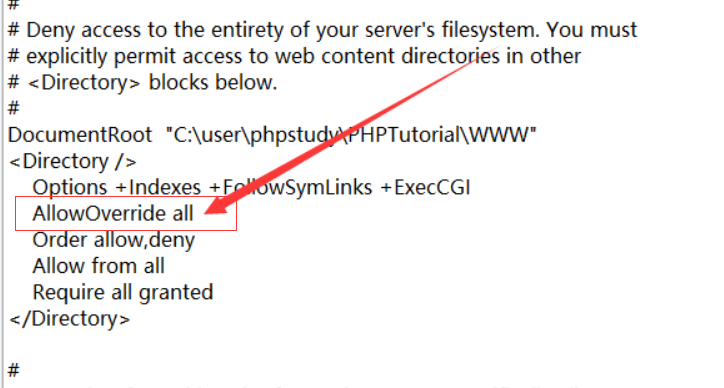 #
# Deny access to the entirety of your server's filesystem. You must
# explicitly permit access to web content directories in other
# <Directory> blocks below.
#
DocumentRoot  "C:\user\phpstudy\PHPTutorial\WWW"
<Directory />
    Options +Indexes +FollowSymLinks +ExecCGI
    AllowOverride all
    Order allow,deny
    Allow from all
    Require all granted
</Directory>

#